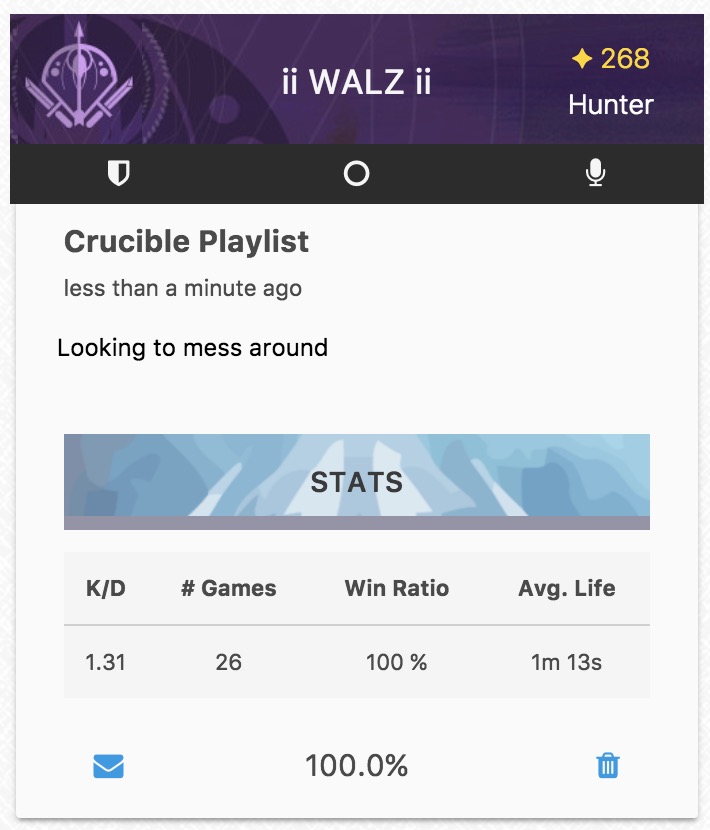 ii WALZ ii
268
Hunter
Crucible Playlist
less than a minute ago
Looking to mess around
STATS
K/D # Games Win Ratio Avg. Life
1.31 26 100 % 1m 13s
100.0%